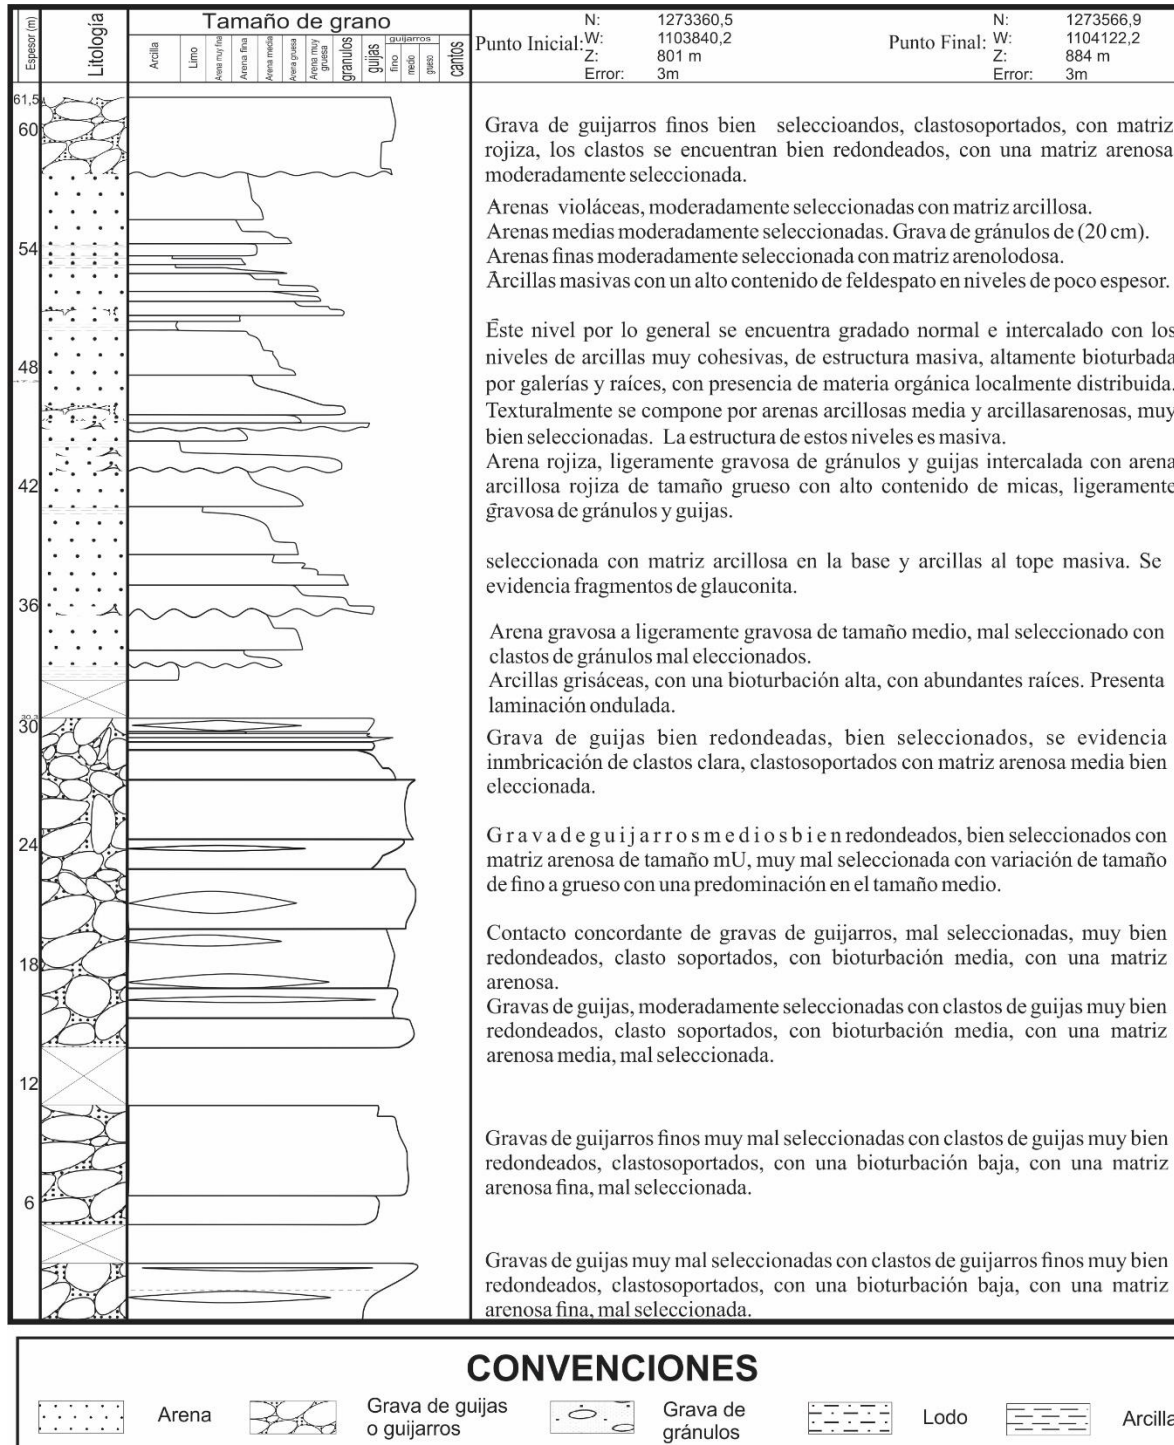 Espesor (m)
Litología
Tamaño de grano
Arcilla
Limo
Arena muy fina
Arena fina
Arena media
Arena gruesa
Arena muy gruesa
granulos
guijas
guijarros
fino
medo
grueso
cantos
Punto Inicial:
N: 1273360,5
W: 1103840,2
Z: 801 m
Error: 3m
Punto Final:
N: 1273566,9
W: 1104122,2
Z: 884 m
Error: 3m
61,5
60
54
48
42
36
30
24
18
12
6
Grava de guijarros finos bien seleccioandos, clastosoportados, con matriz
rojiza, los clastos se encuentran bien redondeados, con una matriz arenosa
moderadamente seleccionada.
Arenas violáceas, moderadamente seleccionadas con matriz arcillosa.
Arenas medias moderadamente seleccionadas. Grava de gránulos de (20 cm).
Arenas finas moderadamente seleccionada con matriz arenolodosa.
Arcillas masivas con un alto contenido de feldespato en niveles de poco espesor.
Este nivel por lo general se encuentra gradado normal e intercalado con los
niveles de arcillas muy cohesivas, de estructura masiva, altamente bioturbada
por galerías y raíces, con presencia de materia orgánica localmente distribuida.
Texturalmente se compone por arenas arcillosas media y arcillasarenosas, muy
bien seleccionadas. La estructura de estos niveles es masiva.
Arena rojiza, ligeramente gravosa de gránulos y guijas intercalada con arena
arcillosa rojiza de tamaño grueso con alto contenido de micas, ligeramente
gravosa de gránulos y guijas.
seleccionada con matriz arcillosa en la base y arcillas al tope masiva. Se
evidencia fragmentos de glauconita.
Arena gravosa a ligeramente gravosa de tamaño medio, mal seleccionado con
clastos de gránulos mal eleccionados.
Arcillas grisáceas, con una bioturbación alta, con abundantes raíces. Presenta
laminación ondulada.
Grava de guijas bien redondeadas, bien seleccionados, se evidencia
inmbricación de clastos clara, clastosoportados con matriz arenosa media bien
eleccionada.
G r a v a d e g u i j a r r o s m e d i o s b i e n redondeados, bien seleccionados con
matriz arenosa de tamaño mU, muy mal seleccionada con variación de tamaño
de fino a grueso con una predominación en el tamaño medio.
Contacto concordante de gravas de guijarros, mal seleccionadas, muy bien
redondeados, clasto soportados, con bioturbación media, con una matriz
arenosa.
Gravas de guijas, moderadamente seleccionadas con clastos de guijas muy bien
redondeados, clasto soportados, con bioturbación media, con una matriz
arenosa media, mal seleccionada.
Gravas de guijarros finos muy mal seleccionadas con clastos de guijas muy bien
redondeados, clastosoportados, con una bioturbación baja, con una matriz
arenosa fina, mal seleccionada.
Gravas de guijas muy mal seleccionadas con clastos de guijarros finos muy bien
redondeados, clastosoportados, con una bioturbación baja, con una matriz
arenosa fina, mal seleccionada.
CONVENCIONES
Arena
Grava de guijas
o guijarros
Grava de
gránulos
Lodo
Arcilla